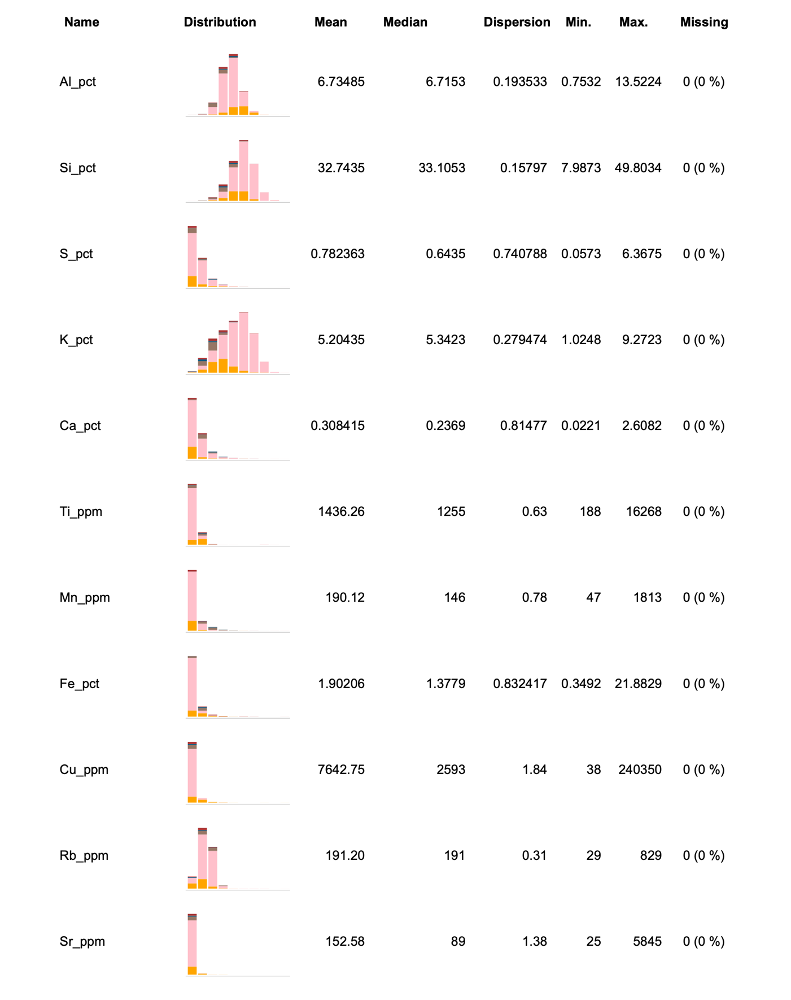 Name Distribution Mean Median Dispersion Min. Max. Missing
Al_pct 6.73485 6.7153 0.193533 0.7532 13.5224 0 (0 %)
Si_pct 32.7435 33.1053 0.15797 7.9873 49.8034 0 (0 %)
S_pct 0.782363 0.6435 0.740788 0.0573 6.3675 0 (0 %)
K_pct 5.20435 5.3423 0.279474 1.0248 9.2723 0 (0 %)
Ca_pct 0.308415 0.2369 0.81477 0.0221 2.6082 0 (0 %)
Ti_ppm 1436.26 1255 0.63 188 16268 0 (0 %)
Mn_ppm 190.12 146 0.78 47 1813 0 (0 %)
Fe_pct 1.90206 1.3779 0.832417 0.3492 21.8829 0 (0 %)
Cu_ppm 7642.75 2593 1.84 38 240350 0 (0 %)
Rb_ppm 191.20 191 0.31 29 829 0 (0 %)
Sr_ppm 152.58 89 1.38 25 5845 0 (0 %)